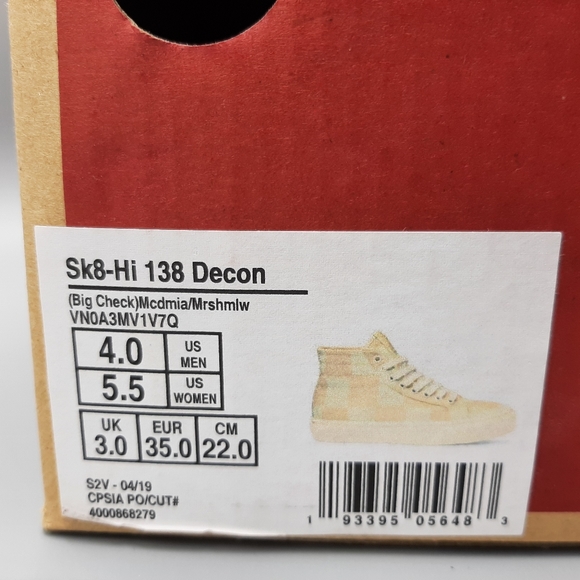 Sk8-Hi 138 Decon
(Big Check)Mcdmia/Mrshmlw
VN0A3MV1V7Q
4.0 US MEN
5.5 US WOMEN
UK EUR CM
3.0 35.0 22.0
S2V - 04/19
CPSIA PO/CUT#
4000868279
1 93395 05648 3